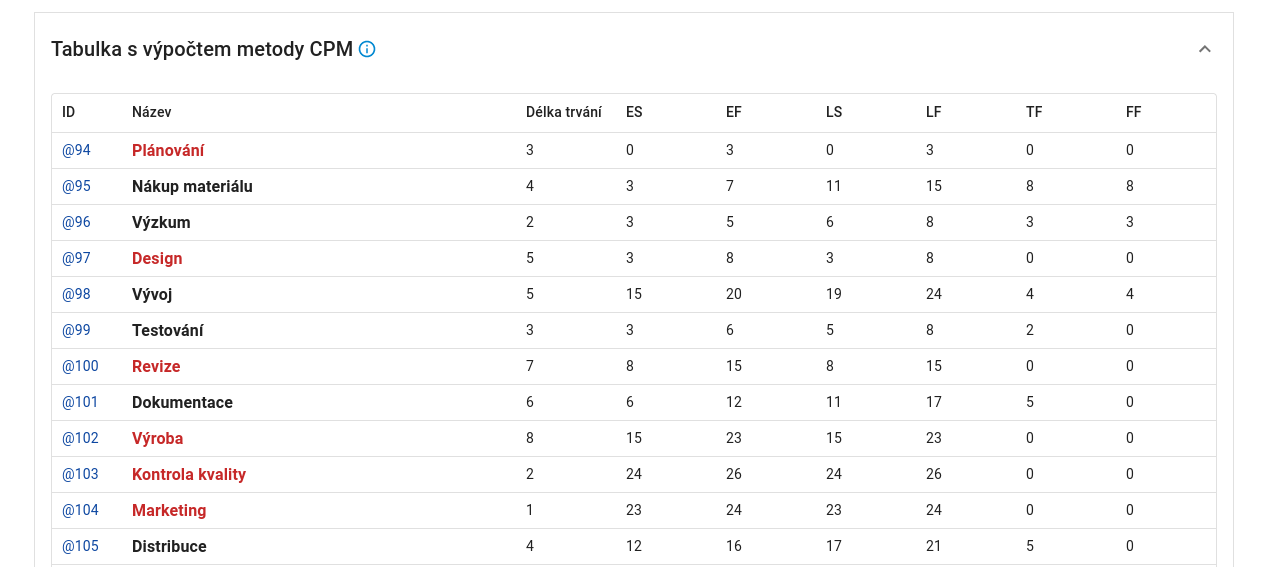 Tabulka s výpočtem metody CPM
ID Název Délka trvání ES EF LS LF TF FF
@94 Plánování 3 0 3 0 3 0 0
@95 Nákup materiálu 4 3 7 11 15 8 8
@96 Výzkum 2 3 5 6 8 3 3
@97 Design 5 3 8 3 8 0 0
@98 Vývoj 5 15 20 19 24 4 4
@99 Testování 3 3 6 5 8 2 0
@100 Revize 7 8 15 8 15 0 0
@101 Dokumentace 6 6 12 11 17 5 0
@102 Výroba 8 15 23 15 23 0 0
@103 Kontrola kvality 2 24 26 24 26 0 0
@104 Marketing 1 23 24 23 24 0 0
@105 Distribuce 4 12 16 17 21 5 0